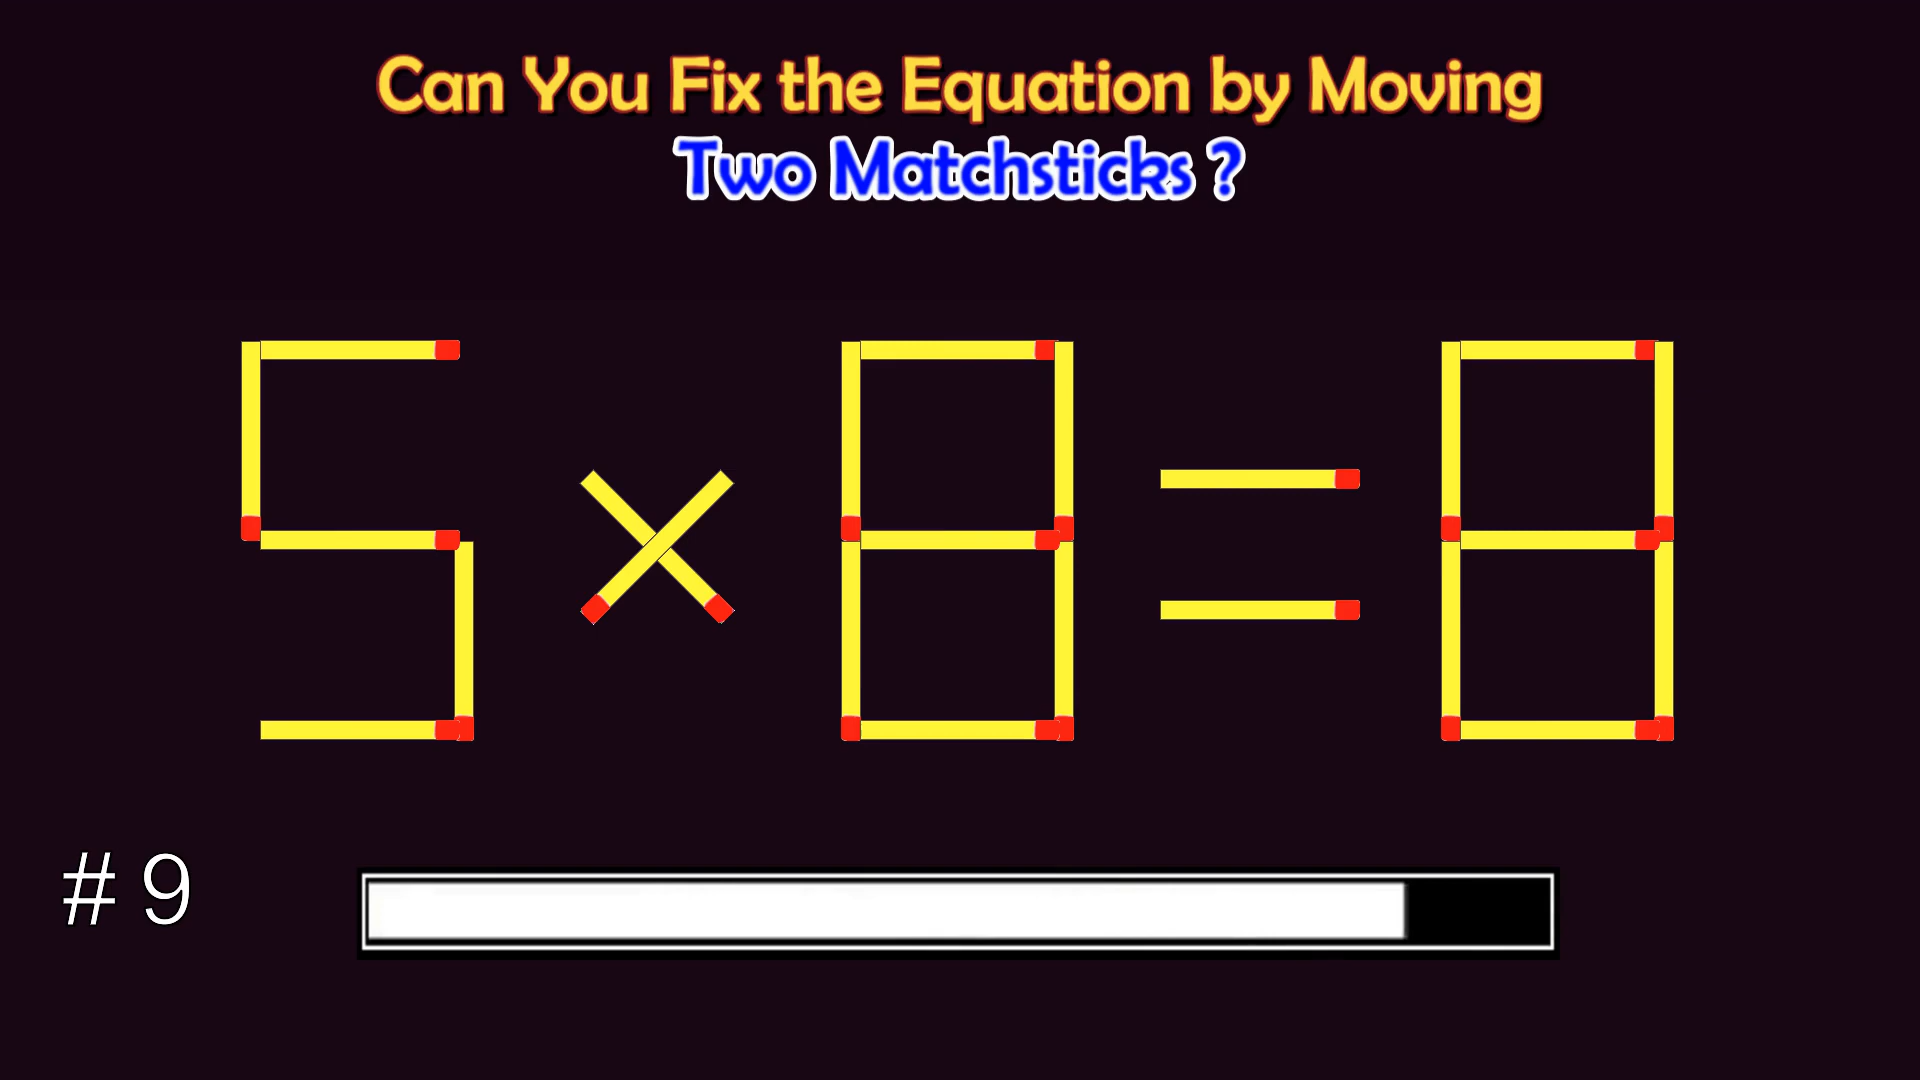 Can You Fix the Equation by Moving
Two Matchsticks ?
5 × 8 = 8
# 9